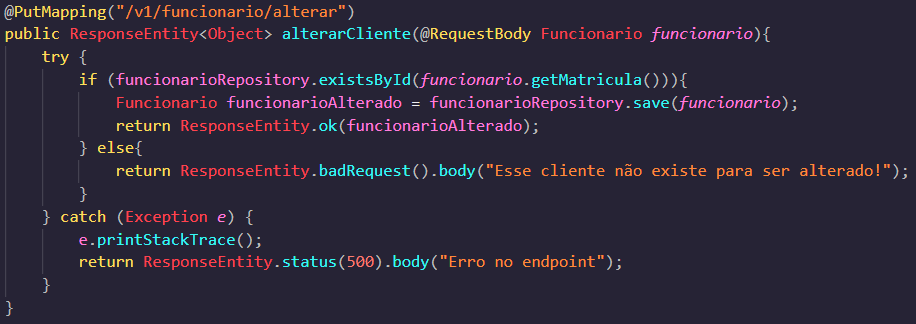 @PutMapping("/v1/funcionario/alterar")
public ResponseEntity<Object> alterarCliente(@RequestBody Funcionario funcionario){
try {
if (funcionarioRepository.existsById(funcionario.getMatricula())){
Funcionario funcionarioAlterado = funcionarioRepository.save(funcionario);
return ResponseEntity.ok(funcionarioAlterado);
} else{
return ResponseEntity.badRequest().body("Esse cliente não existe para ser alterado!");
}
} catch (Exception e) {
e.printStackTrace();
return ResponseEntity.status(500).body("Erro no endpoint");
}
}